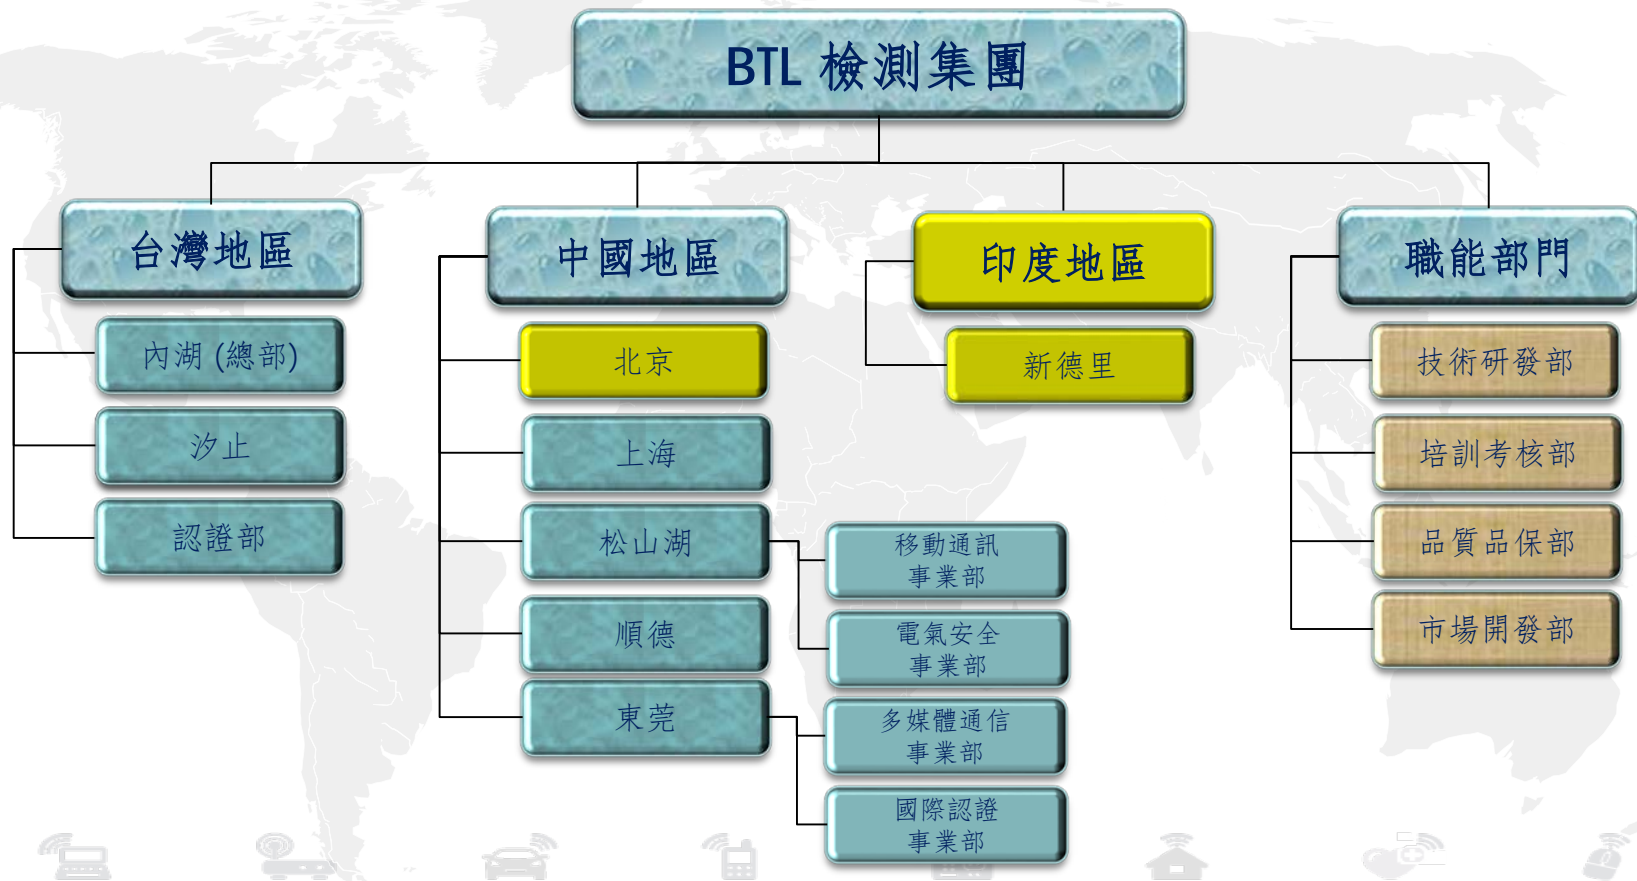 BTL 檢測集團
台灣地區
內湖 (總部)
汐止
認證部
中國地區
北京
上海
松山湖
移動通訊
事業部
電氣安全
事業部
順德
東莞
多媒體通信
事業部
國際認證
事業部
印度地區
新德里
職能部門
技術研發部
培訓考核部
品質品保部
市場開發部